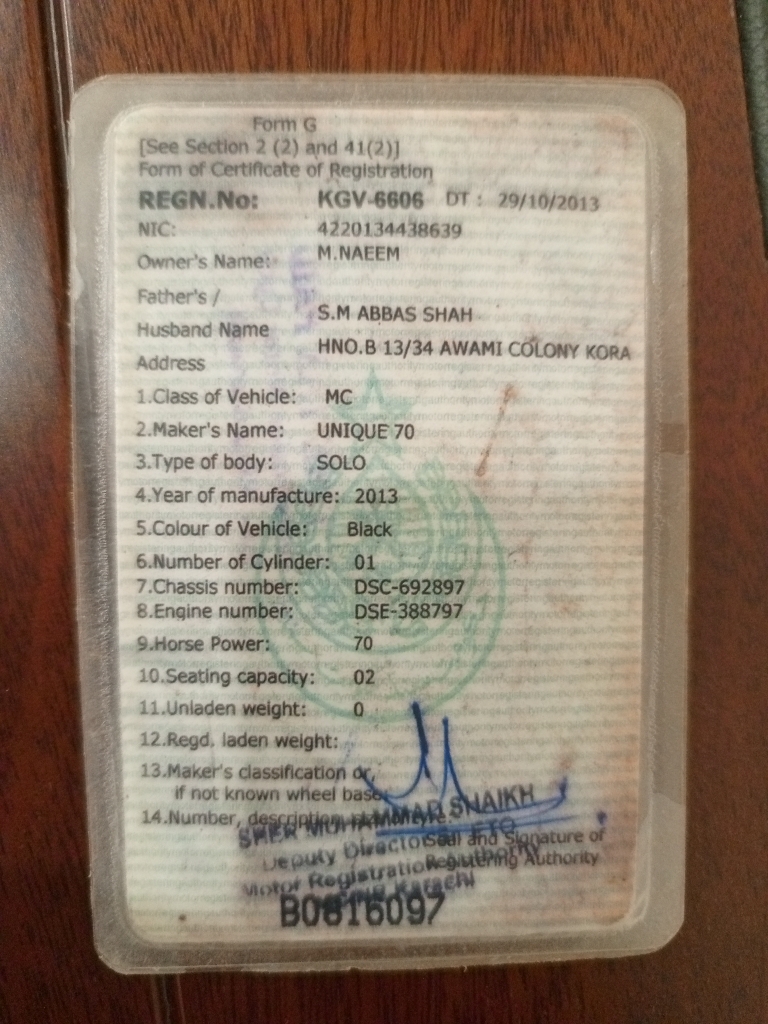 Form G
[See Section 2 (2) and 41(2)]
Form of Certificate of Registration
REGN.No: KGV-6606 DT : 29/10/2013
NIC: 4220134438639
Owner's Name: M.NAEEM
Father's /
Husband Name S.M ABBAS SHAH
Address HNO.B 13/34 AWAMI COLONY KORA
1.Class of Vehicle: MC
2.Maker's Name: UNIQUE 70
3.Type of body: SOLO
4.Year of manufacture: 2013
5.Colour of Vehicle: Black
6.Number of Cylinder: 01
7.Chassis number: DSC-692897
8.Engine number: DSE-388797
9.Horse Power: 70
10.Seating capacity: 02
11.Unladen weight: 0
12.Regd. laden weight:
13.Maker's classification or,
if not known wheel base:
14.Number, description,
SHER MUHAMMAD SHAIKH
Seal and Signature of
Deputy Director ETO
Registering Authority
Motor Registration Authority
Karachi
B0816097